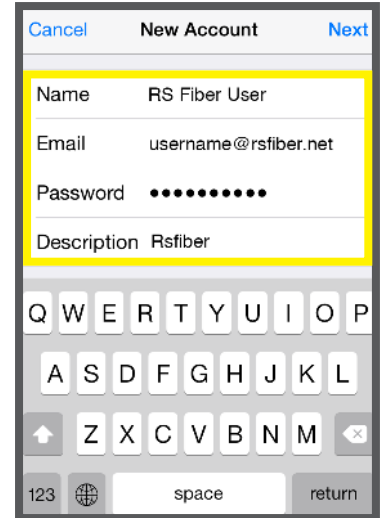 Cancel New Account Next
Name RS Fiber User
Email username@rsfiber.net
Password ••••••••••
Description Rsfiber
Q W E R T Y U I O P
A S D F G H J K L
Z X C V B N M
123 space return